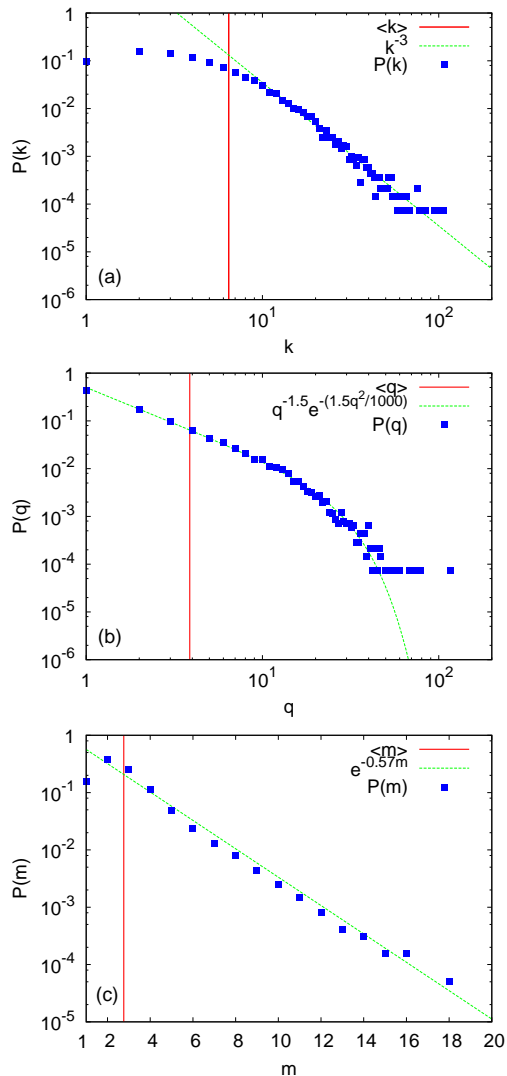 <k>
k^-3
P(k)
1
10^-1
10^-2
10^-3
10^-4
10^-5
10^-6
P(k)
(a)
1 10^1 10^2
k
<q>
q^-1.5 e^-(1.5q^2/1000)
P(q)
1
10^-1
10^-2
10^-3
10^-4
10^-5
10^-6
P(q)
(b)
1 10^1 10^2
q
<m>
e^-0.57m
P(m)
1
10^-1
10^-2
10^-3
10^-4
10^-5
P(m)
(c)
1 2 4 6 8 10 12 14 16 18 20
m